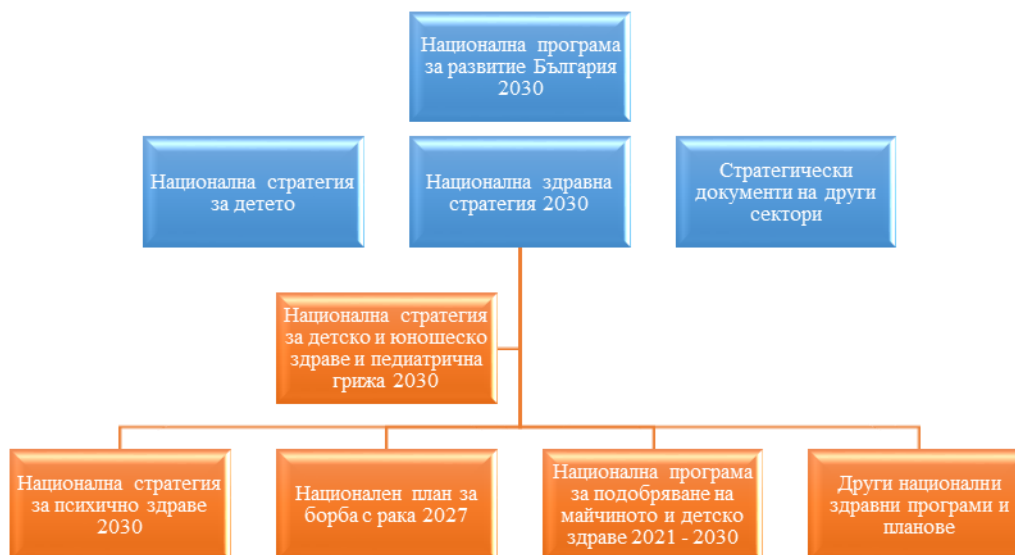 Национална програма
за развитие България
2030
Национална стратегия
за детето
Национална здравна
стратегия 2030
Стратегически
документи на други
сектори
Национална стратегия
за детско и юношеско
здраве и педиатрична
грижа 2030
Национална стратегия
за психично здраве
2030
Национален план за
борба с рака 2027
Национална програма
за подобряване на
майчиното и детско
здраве 2021 - 2030
Други национални
здравни програми и
планове